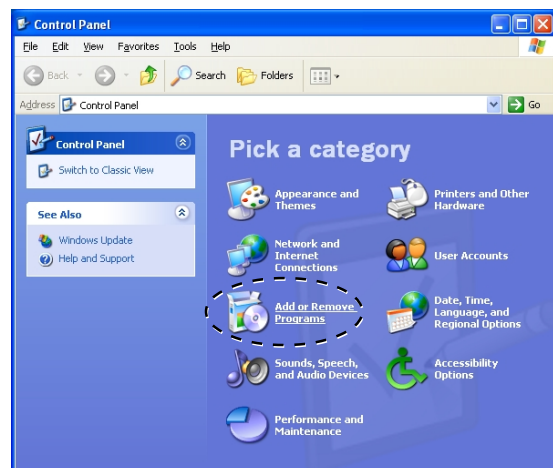 Control Panel
File Edit View Favorites Tools Help
Back Search Folders
Address Control Panel Go
Control Panel
Switch to Classic View
See Also
Windows Update
Help and Support
Pick a category
Appearance and
Themes
Printers and Other
Hardware
Network and
Internet
Connections
User Accounts
Add or Remove
Programs
Date, Time,
Language, and
Regional Options
Sounds, Speech,
and Audio Devices
Accessibility
Options
Performance and
Maintenance